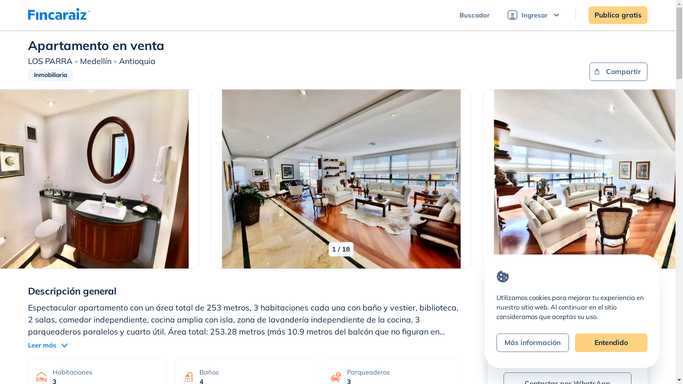 Fincaraiz
Buscador
Ingresar
Publica gratis
Apartamento en venta
LOS PARRA - Medellín - Antioquia
Inmobiliaria
Compartir
1 / 18
Descripción general
Espectacular apartamento con un área total de 253 metros, 3 habitaciones cada una con baño y vestier, biblioteca,
2 salas, comedor independiente, cocina amplia con isla, zona de lavandería independiente de la cocina, 3
parqueaderos paralelos y cuarto útil. Área total: 253.28 metros (más 10.9 metros del balcón que no figuran en...
Leer más
Habitaciones
3
Baños
4
Parqueaderos
3
Utilizamos cookies para mejorar tu experiencia en
nuestro sitio web. Al continuar en el sitio
consideramos que aceptas su uso.
Más información
Entendido
Contactar por WhatsApp